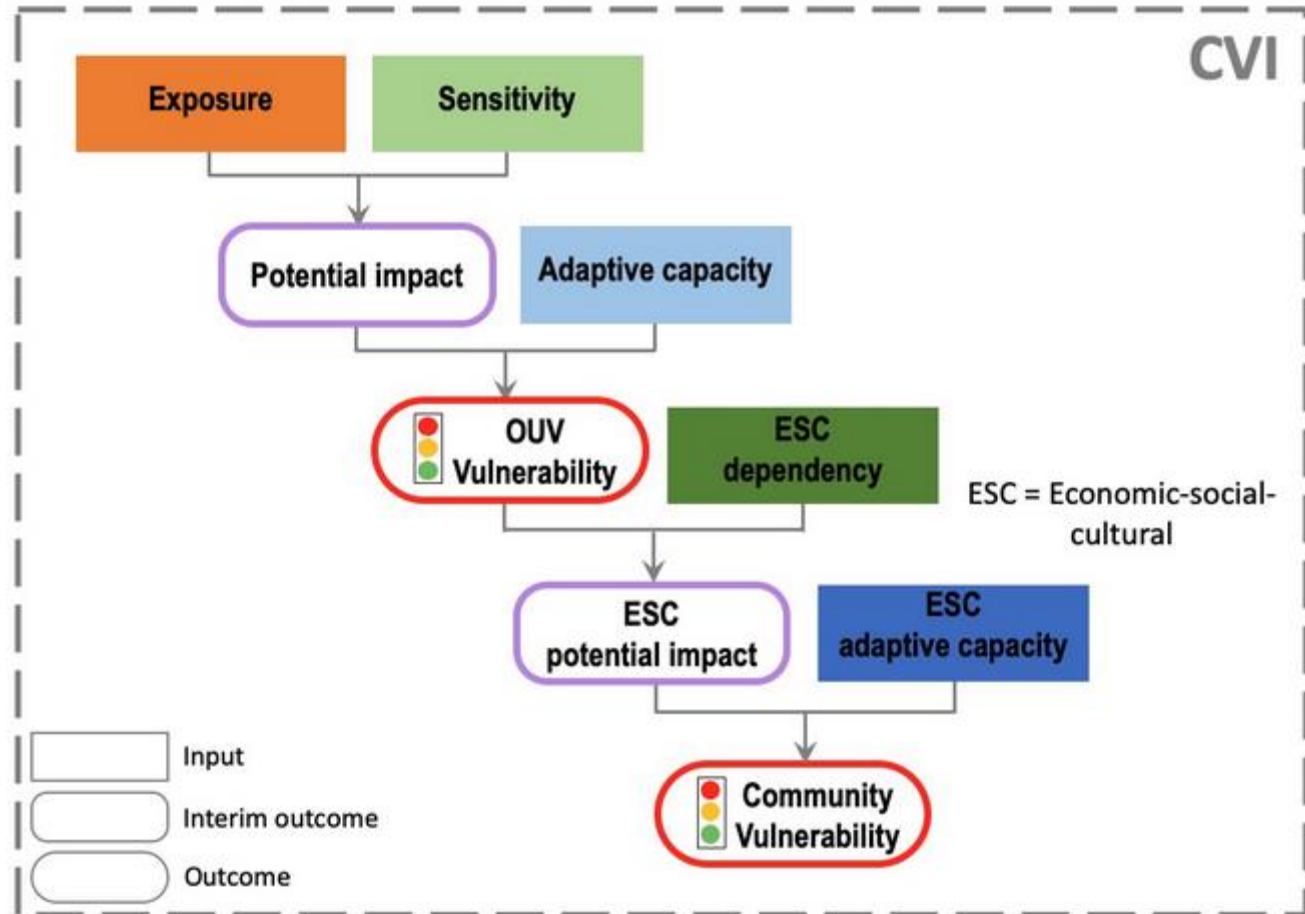 CVI
Exposure
Sensitivity
Potential impact
Adaptive capacity
OUV
Vulnerability
ESC
dependency
ESC = Economic-social-
cultural
ESC
potential impact
ESC
adaptive capacity
Community
Vulnerability
Input
Interim outcome
Outcome